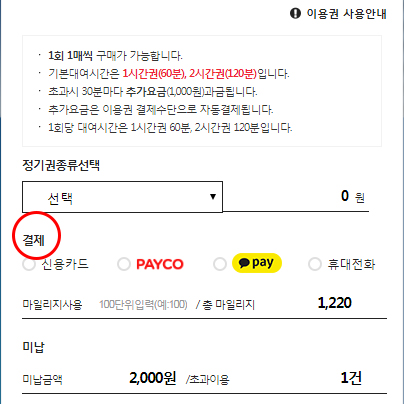 이용권 사용안내
· 1회 1매씩 구매가 가능합니다.
· 기본대여시간은 1시간권(60분), 2시간권(120분)입니다.
· 초과시 30분마다 추가요금(1,000원)과금됩니다.
· 추가요금은 이용권 결제수단으로 자동결제됩니다.
· 1회당 대여시간은 1시간권 60분, 2시간권 120분입니다.
정기권종류선택
선택 ▼ 0 원
결제
신용카드 PAYCO pay 휴대전화
마일리지사용 100단위입력(예:100) / 총 마일리지 1,220
미납
미납금액 2,000원 /초과이용 1건